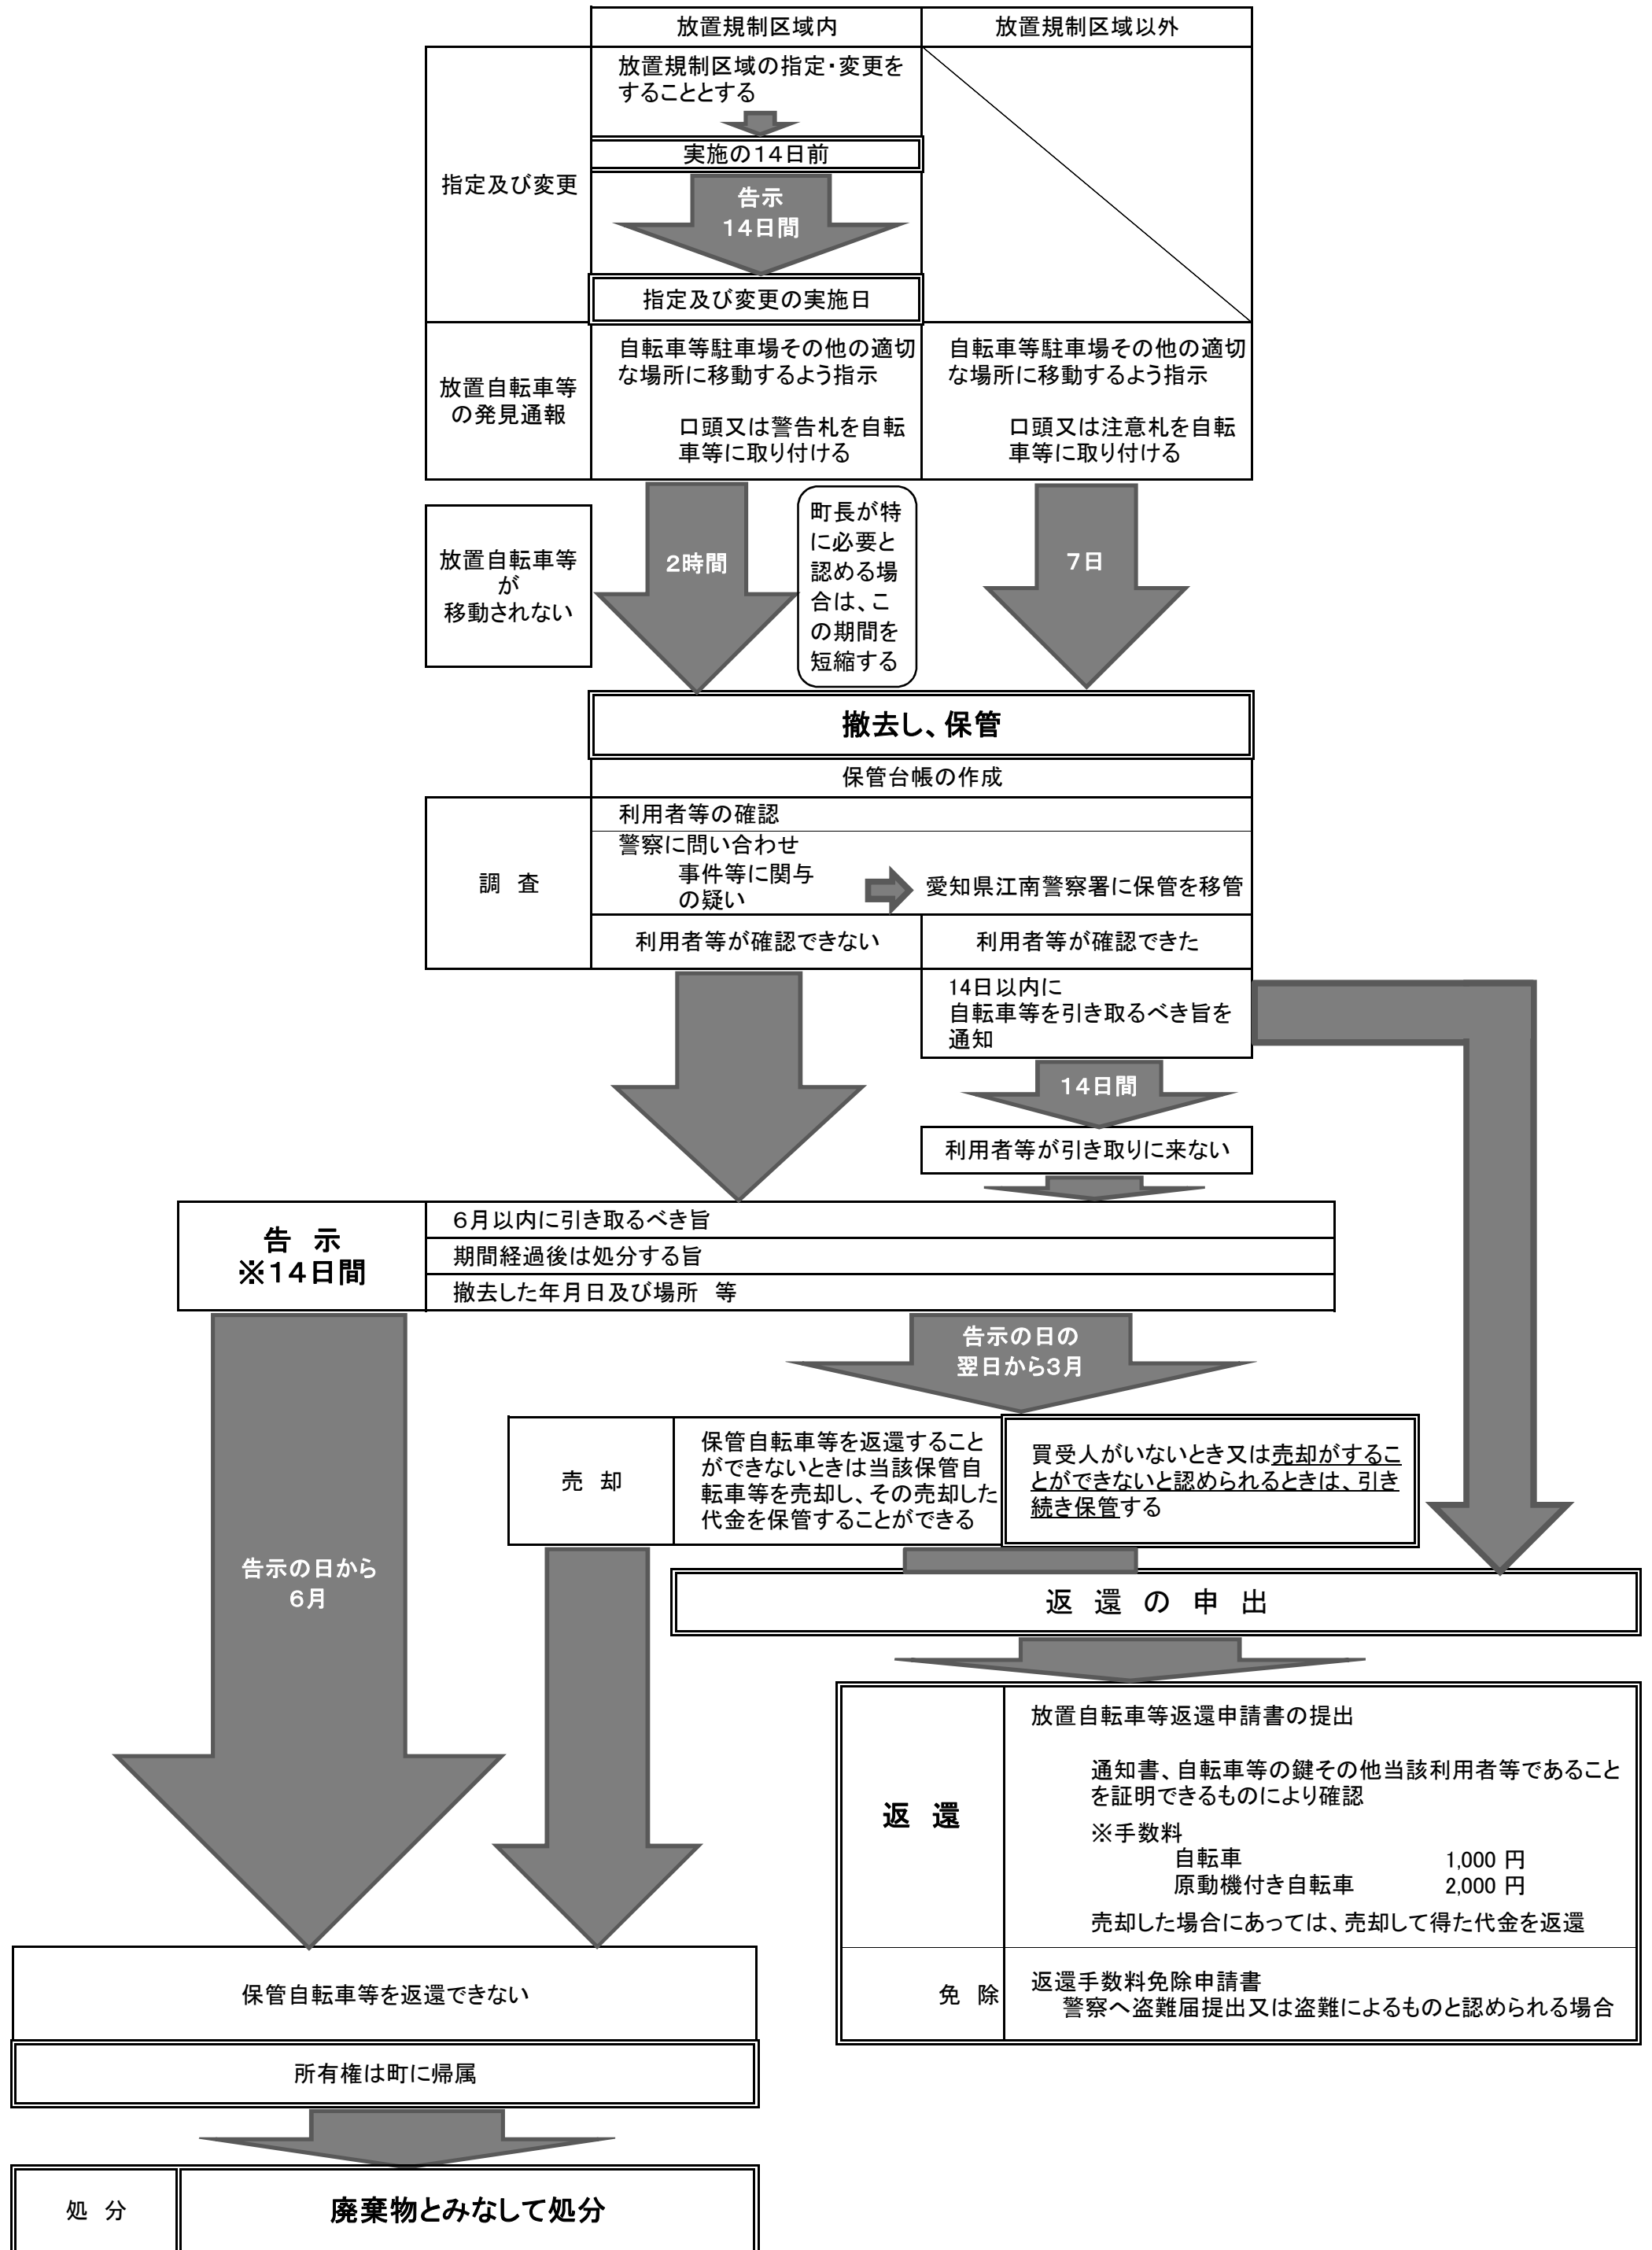 放置規制区域内
放置規制区域以外
指定及び変更
放置規制区域の指定・変更を
することとする
実施の14日前
告示
14日間
指定及び変更の実施日
放置自転車等
の発見通報
自転車等駐車場その他の適切
な場所に移動するよう指示
口頭又は警告札を自転
車等に取り付ける
自転車等駐車場その他の適切
な場所に移動するよう指示
口頭又は注意札を自転
車等に取り付ける
放置自転車等
が
移動されない
2時間
町長が特
に必要と
認める場
合は、こ
の期間を
短縮する
7日
撤去し、保管
保管台帳の作成
調 査
利用者等の確認
警察に問い合わせ
事件等に関与
の疑い
愛知県江南警察署に保管を移管
利用者等が確認できない
利用者等が確認できた
14日以内に
自転車等を引き取るべき旨を
通知
14日間
利用者等が引き取りに来ない
告 示
※14日間
6月以内に引き取るべき旨
期間経過後は処分する旨
撤去した年月日及び場所 等
告示の日の
翌日から3月
売 却
保管自転車等を返還すること
ができないときは当該保管自
転車等を売却し、その売却した
代金を保管することができる
買受人がいないとき又は売却がするこ
とができないと認められるときは、引き
続き保管する
告示の日から
6月
返 還 の 申 出
返 還
放置自転車等返還申請書の提出
通知書、自転車等の鍵その他当該利用者等であること
を証明できるものにより確認
※手数料
自転車 1,000 円
原動機付き自転車 2,000 円
売却した場合にあっては、売却して得た代金を返還
免 除
返還手数料免除申請書
警察へ盗難届提出又は盗難によるものと認められる場合
保管自転車等を返還できない
所有権は町に帰属
処 分
廃棄物とみなして処分